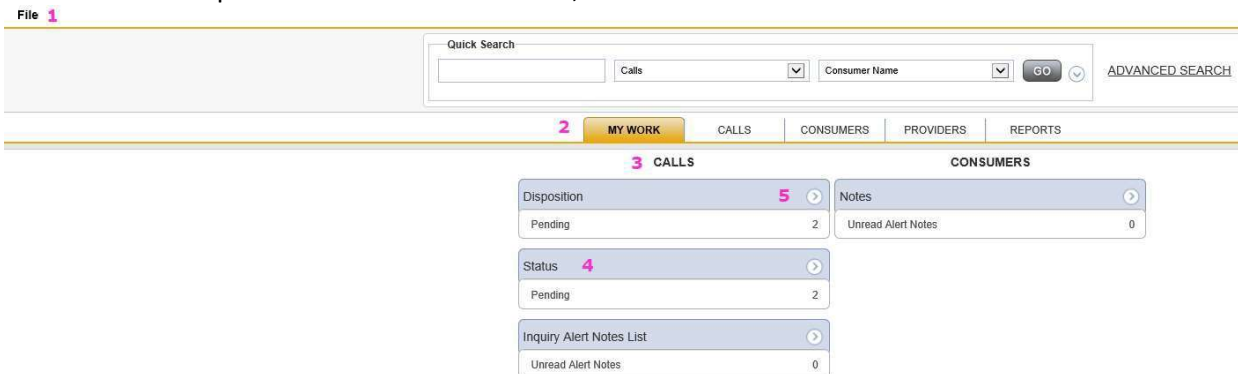 File 1
Quick Search
Calls Consumer Name GO ADVANCED SEARCH
2 MY WORK CALLS CONSUMERS PROVIDERS REPORTS
3 CALLS CONSUMERS
Disposition 5 Notes
Pending 2 Unread Alert Notes 0
Status 4
Pending 2
Inquiry Alert Notes List
Unread Alert Notes 0